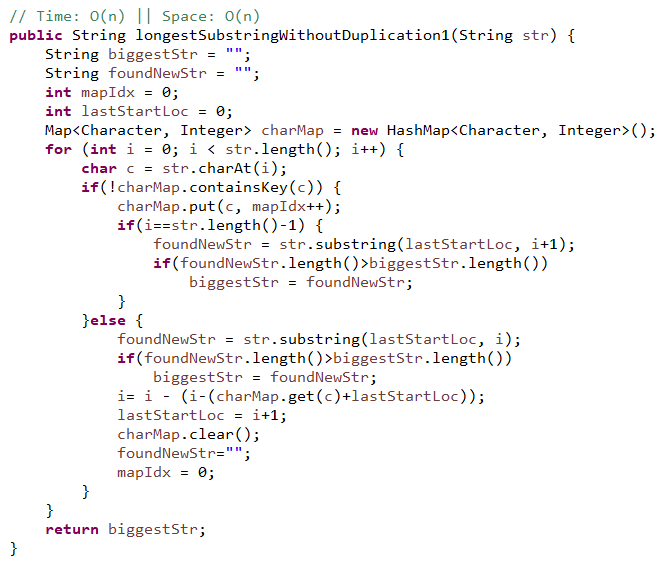 // Time: O(n) || Space: O(n)
public String longestSubstringWithoutDuplication1(String str) {
    String biggestStr = "";
    String foundNewStr = "";
    int mapIdx = 0;
    int lastStartLoc = 0;
    Map<Character, Integer> charMap = new HashMap<Character, Integer>();
    for (int i = 0; i < str.length(); i++) {
        char c = str.charAt(i);
        if(!charMap.containsKey(c)) {
            charMap.put(c, mapIdx++);
            if(i==str.length()-1) {
                foundNewStr = str.substring(lastStartLoc, i+1);
                if(foundNewStr.length()>biggestStr.length())
                    biggestStr = foundNewStr;
            }
        }else {
            foundNewStr = str.substring(lastStartLoc, i);
            if(foundNewStr.length()>biggestStr.length())
                biggestStr = foundNewStr;
            i= i - (i-(charMap.get(c)+lastStartLoc));
            lastStartLoc = i+1;
            charMap.clear();
            foundNewStr="";
            mapIdx = 0;
        }
    }
    return biggestStr;
}